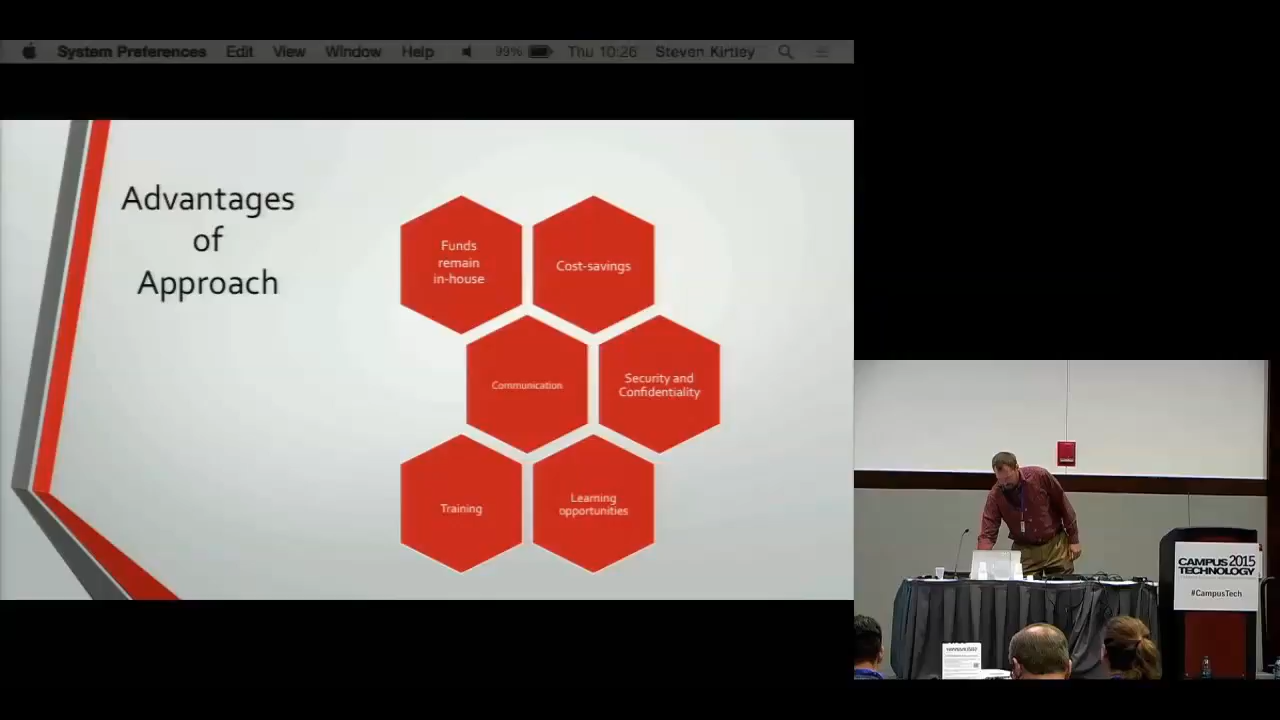 System Preferences Edit View Window Help 99% Thu 10:26 Steven Kirtley
Advantages
of
Approach
Funds
remain
in-house
Cost-savings
Communication
Security and
Confidentiality
Training
Learning
opportunities
CAMPUS 2015
TECHNOLOGY
#CampusTech